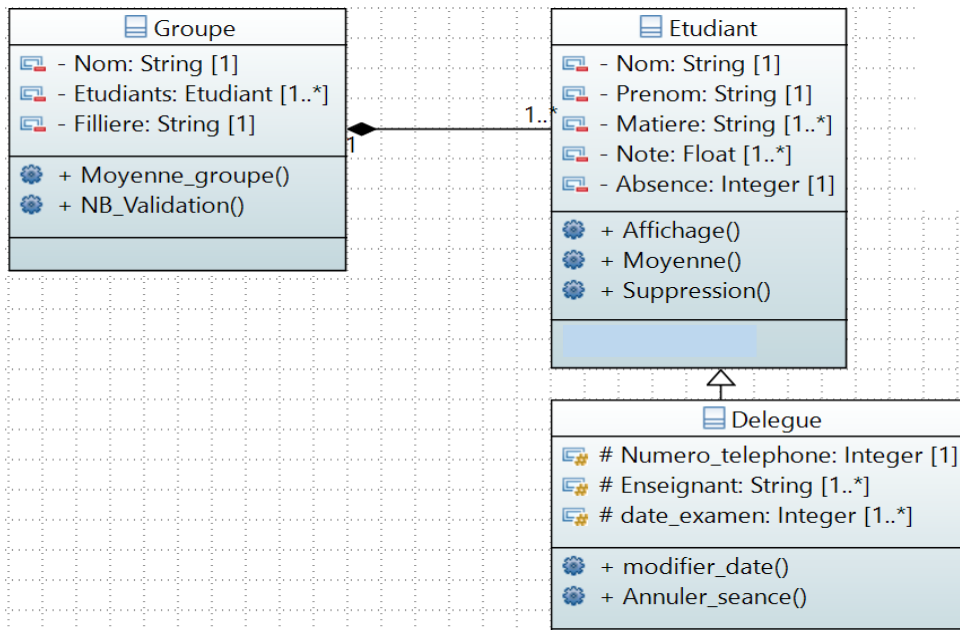 Groupe
- Nom: String [1]
- Etudiants: Etudiant [1..*]
- Filliere: String [1]
+ Moyenne_groupe()
+ NB_Validation()
1
1..*
Etudiant
- Nom: String [1]
- Prenom: String [1]
- Matiere: String [1..*]
- Note: Float [1..*]
- Absence: Integer [1]
+ Affichage()
+ Moyenne()
+ Suppression()
Delegue
# Numero_telephone: Integer [1]
# Enseignant: String [1..*]
# date_examen: Integer [1..*]
+ modifier_date()
+ Annuler_seance()